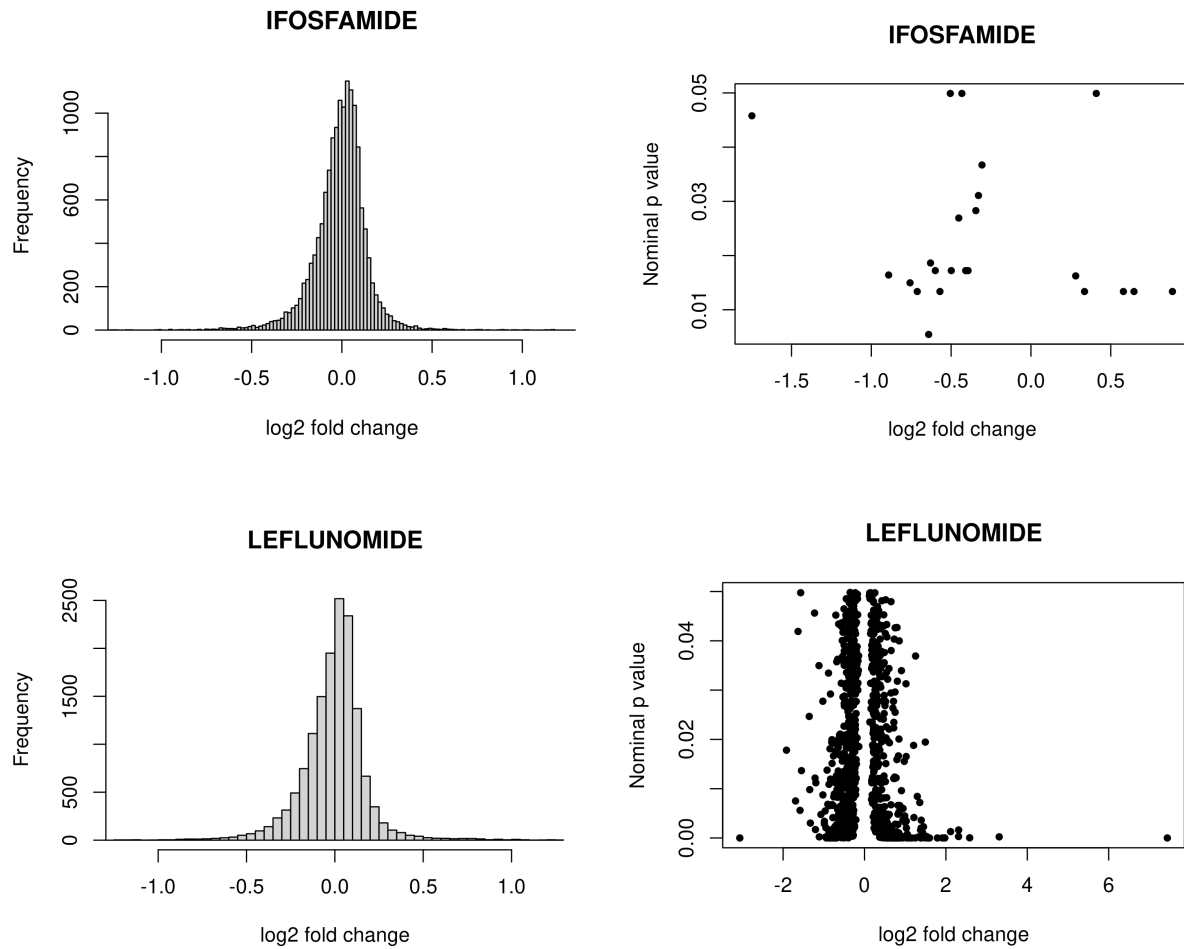 IFOSFAMIDE
Frequency
1000
600
200
0
-1.0 -0.5 0.0 0.5 1.0
log2 fold change
IFOSFAMIDE
Nominal p value
0.05
0.03
0.01
-1.5 -1.0 -0.5 0.0 0.5
log2 fold change
LEFLUNOMIDE
Frequency
2500
1500
500
0
-1.0 -0.5 0.0 0.5 1.0
log2 fold change
LEFLUNOMIDE
Nominal p value
0.04
0.02
0.00
-2 0 2 4 6
log2 fold change